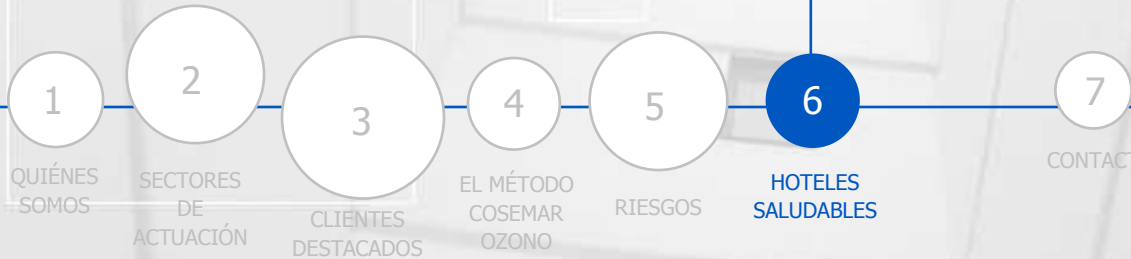 1
QUIÉNES
SOMOS
2
SECTORES
DE
ACTUACIÓN
3
CLIENTES
DESTACADOS
4
EL MÉTODO
COSEMAR
OZONO
5
RIESGOS
6
HOTELES
SALUDABLES
7
CONTACT